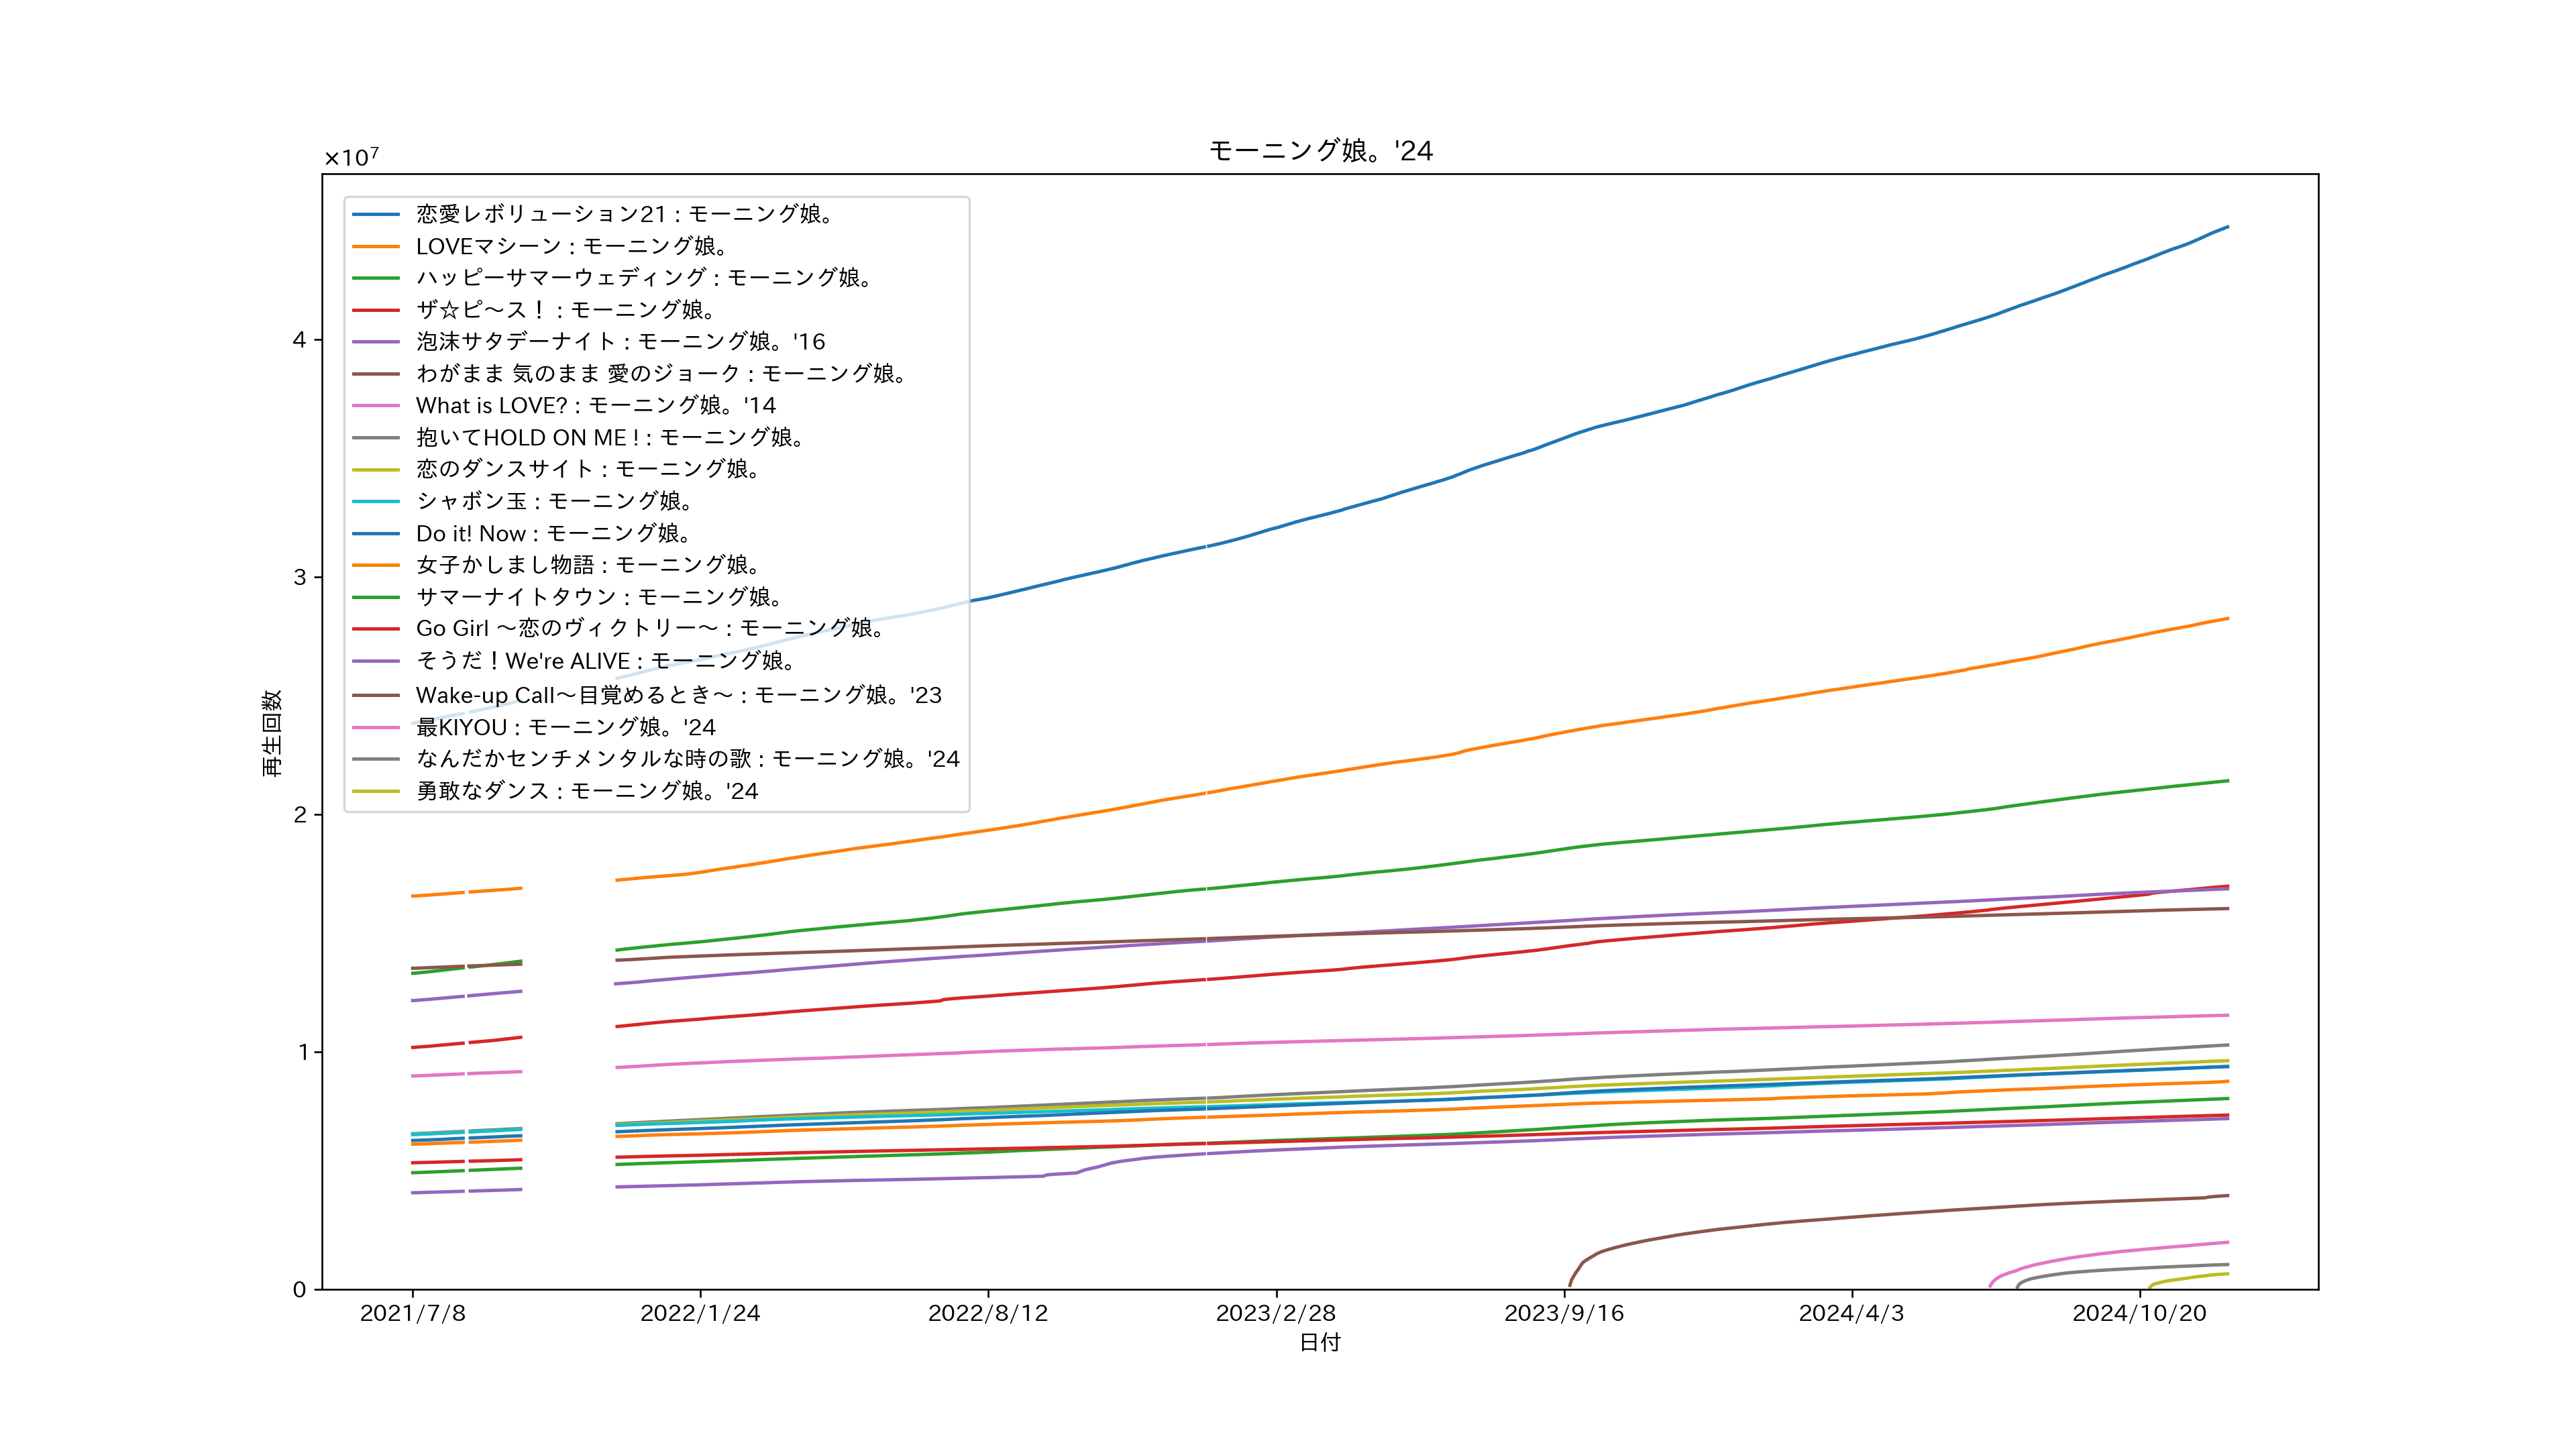 モーニング娘。'24
×10⁷
恋愛レボリューション21 : モーニング娘。
LOVEマシーン : モーニング娘。
ハッピーサマーウェディング : モーニング娘。
ザ☆ピ〜ス！ : モーニング娘。
泡沫サタデーナイト : モーニング娘。'16
わがまま 気のまま 愛のジョーク : モーニング娘。
What is LOVE? : モーニング娘。'14
抱いてHOLD ON ME ! : モーニング娘。
恋のダンスサイト : モーニング娘。
シャボン玉 : モーニング娘。
Do it! Now : モーニング娘。
女子かしまし物語 : モーニング娘。
サマーナイトタウン : モーニング娘。
Go Girl 〜恋のヴィクトリー〜 : モーニング娘。
そうだ！We're ALIVE : モーニング娘。
Wake-up Call〜目覚めるとき〜 : モーニング娘。'23
最KIYOU : モーニング娘。'24
なんだかセンチメンタルな時の歌 : モーニング娘。'24
勇敢なダンス : モーニング娘。'24
再生回数
4
3
2
1
0
2021/7/8
2022/1/24
2022/8/12
2023/2/28
2023/9/16
2024/4/3
2024/10/20
日付